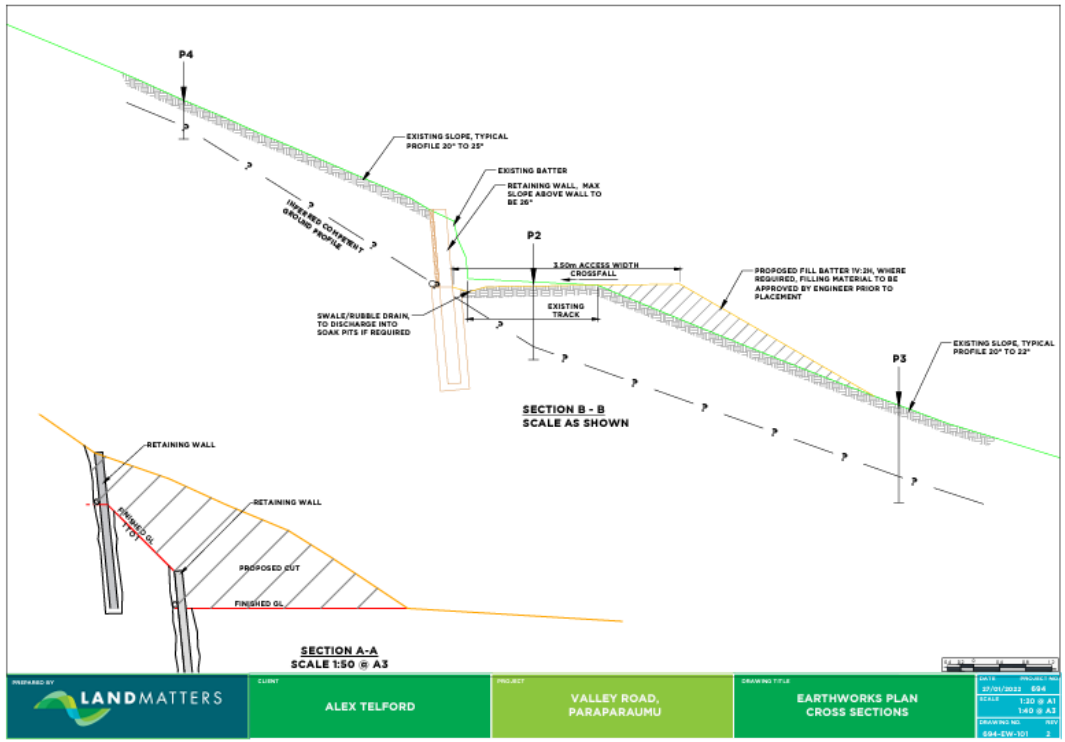 P4
EXISTING SLOPE, TYPICAL
PROFILE 20° TO 25°
EXISTING BATTER
RETAINING WALL, MAX
SLOPE ABOVE WALL TO
BE 26°
?
?
?
?
INFERRED COMPETENT
GROUND PROFILE
P2
3.50m ACCESS WIDTH
CROSSFALL
PROPOSED FILL BATTER 1V:2H, WHERE
REQUIRED, FILLING MATERIAL TO BE
APPROVED BY ENGINEER PRIOR TO
PLACEMENT
SWALE/RUBBLE DRAIN,
TO DISCHARGE INTO
SOAK PITS IF REQUIRED
EXISTING
TRACK
P3
EXISTING SLOPE, TYPICAL
PROFILE 20° TO 22°
?
?
?
?
?
?
?
SECTION B - B
SCALE AS SHOWN
RETAINING WALL
RETAINING WALL
FINISHED GL
1 TO 1
PROPOSED CUT
FINISHED GL
SECTION A-A
SCALE 1:50 @ A3
PREPARED BY
LANDMATTERS
CLIENT
ALEX TELFORD
PROJECT
VALLEY ROAD,
PARAPARAUMU
DRAWING TITLE
EARTHWORKS PLAN
CROSS SECTIONS
DATE PROJECT NO
27/01/2022 694
SCALE 1:20 @ A1
1:40 @ A3
DRAWING NO. REV
694-EW-101 2